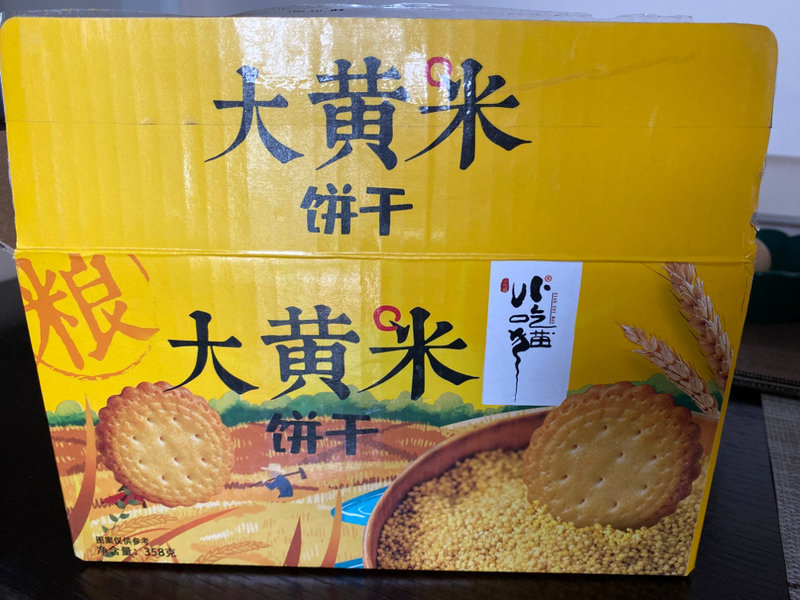 大黄米
饼干
粮
大黄米
饼干
小吃猫
®
图案仅供参考
净含量：358克